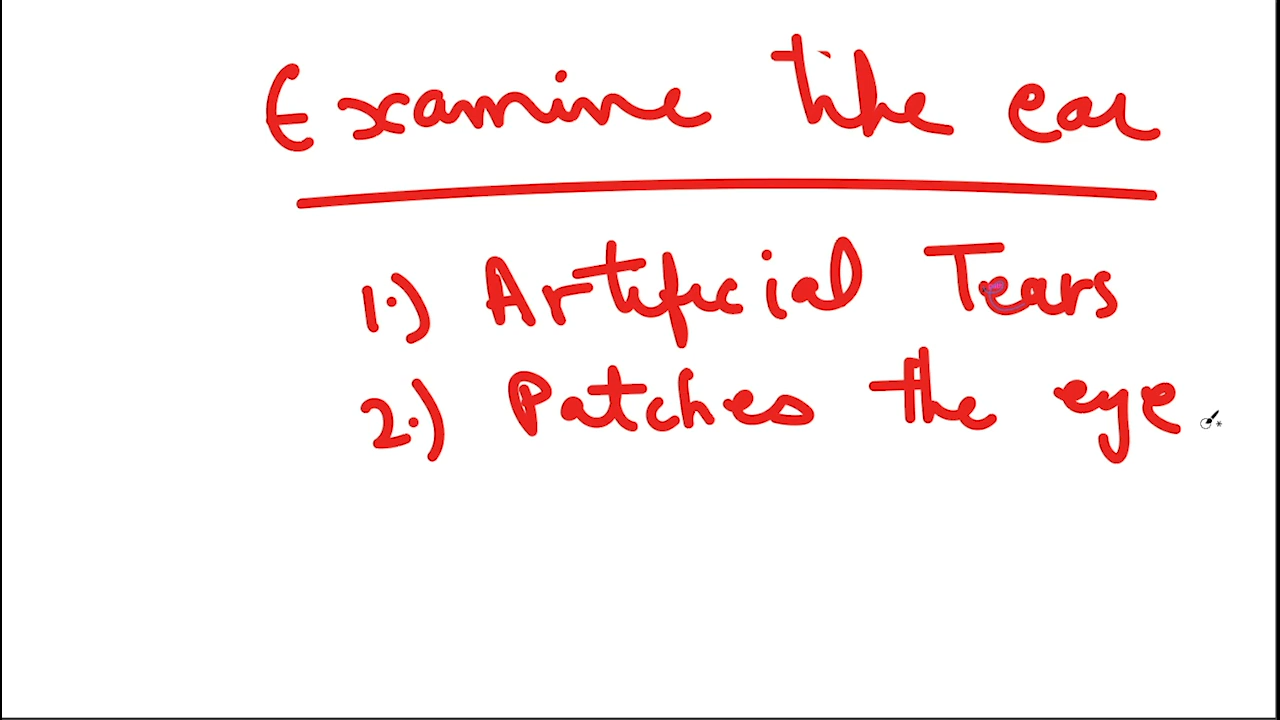 Examine the ear
1.) Artificial Tears
2.) Patches the eye